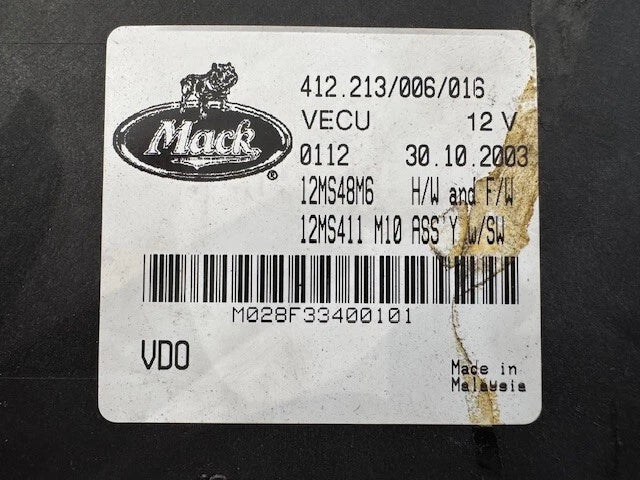 Mack
®
412.213/006/016
VECU 12 V
0112 30.10.2003
12MS48M6 H/W and F/W
12MS411 M10 ASS'Y w/SW
M028F33400101
VDO
Made in
Malaysia